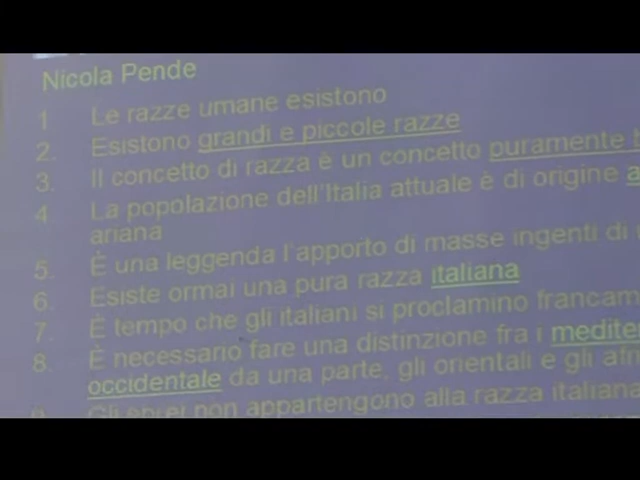 Nicola Pende
1 Le razze umane esistono
2. Esistono grandi e piccole razze
3. Il concetto di razza è un concetto puramente
4. La popolazione dell'Italia attuale è di origine a
ariana
5. È una leggenda l'apporto di masse ingenti di
6. Esiste ormai una pura razza italiana
7. È tempo che gli italiani si proclamino francam
8 È necessario fare una distinzione fra i medite
occidentale da una parte, gli orientali e gli afri
9 Gli ebrei non appartengono alla razza italiana